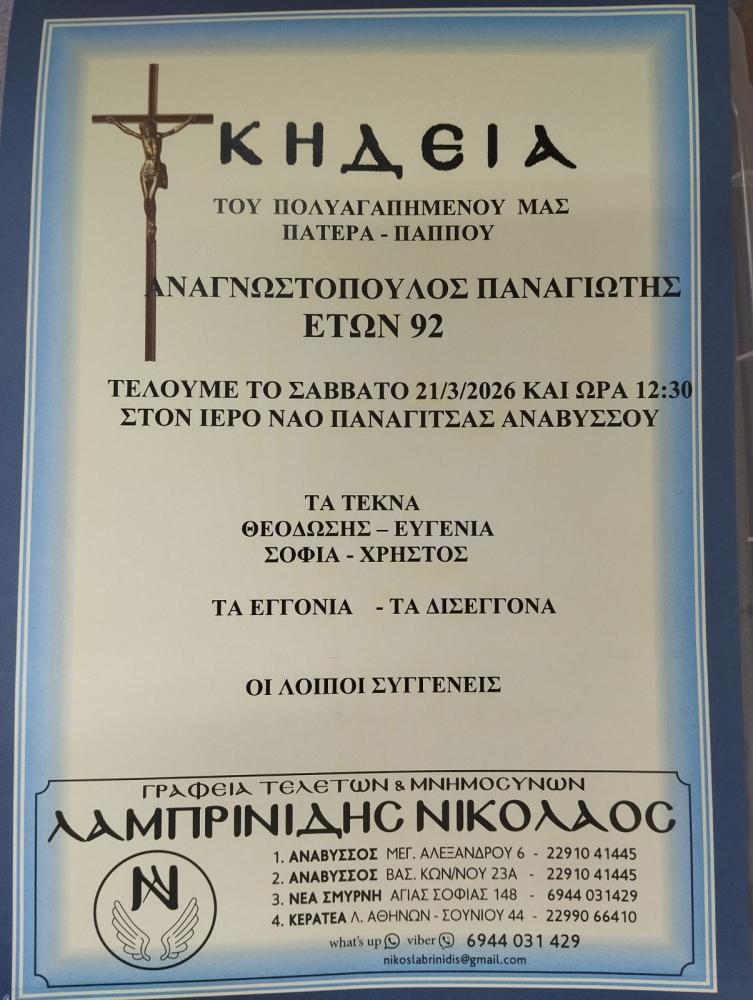 ΚΗΔΕΙΑ
ΤΟΥ ΠΟΛΥΑΓΑΠΗΜΕΝΟΥ ΜΑΣ
ΠΑΤΕΡΑ - ΠΑΠΠΟΥ
ΑΝΑΓΝΩΣΤΟΠΟΥΛΟΣ ΠΑΝΑΓΙΩΤΗΣ
ΕΤΩΝ 92
ΤΕΛΟΥΜΕ ΤΟ ΣΑΒΒΑΤΟ 21/3/2026 ΚΑΙ ΩΡΑ 12:30
ΣΤΟΝ ΙΕΡΟ ΝΑΟ ΠΑΝΑΓΙΤΣΑΣ ΑΝΑΒΥΣΣΟΥ
ΤΑ ΤΕΚΝΑ
ΘΕΟΔΩΣΗΣ – ΕΥΓΕΝΙΑ
ΣΟΦΙΑ - ΧΡΗΣΤΟΣ
ΤΑ ΕΓΓΟΝΙΑ - ΤΑ ΔΙΣΕΓΓΟΝΑ
ΟΙ ΛΟΙΠΟΙ ΣΥΓΓΕΝΕΙΣ
ΓΡΑΦΕΙΑ ΤΕΛΕΤΩΝ & ΜΝΗΜΟΣΥΝΩΝ
ΛΑΜΠΡΙΝΙΔΗΣ ΝΙΚΟΛΑΟΣ
1. ΑΝΑΒΥΣΣΟΣ ΜΕΓ. ΑΛΕΞΑΝΔΡΟΥ 6 - 22910 41445
2. ΑΝΑΒΥΣΣΟΣ ΒΑΣ. ΚΩΝ/ΝΟΥ 23Α - 22910 41445
3. ΝΕΑ ΣΜΥΡΝΗ ΑΓΙΑΣ ΣΟΦΙΑΣ 148 - 6944 031429
4. ΚΕΡΑΤΕΑ Λ. ΑΘΗΝΩΝ - ΣΟΥΝΙΟΥ 44 - 22990 66410
what's up viber 6944 031 429
nikoslabrinidis@gmail.com